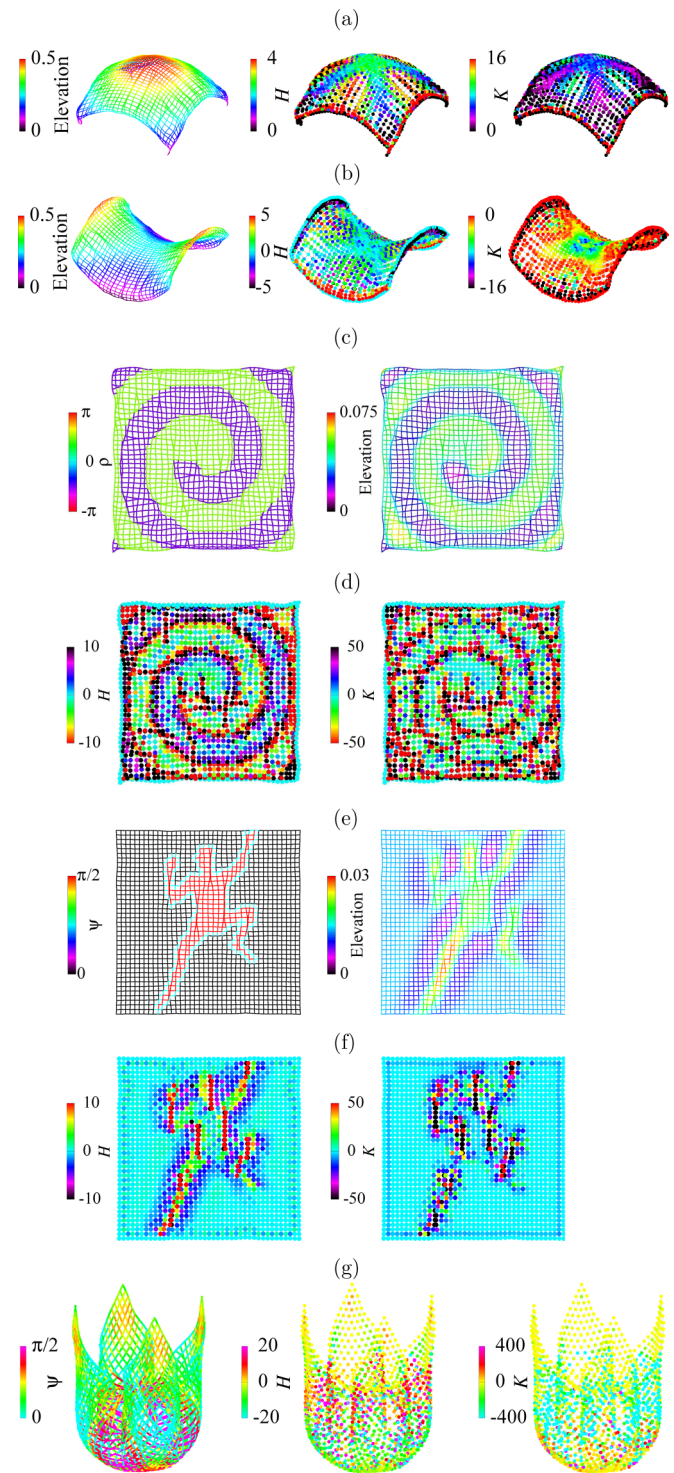 (a)
0.5
0
Elevation
4
0
H
16
0
K
(b)
0.5
0
Elevation
5
0
-5
H
0
-16
K
(c)
π
0
-π
ρ
0.075
0
Elevation
(d)
10
0
-10
H
50
0
-50
K
(e)
π/2
0
Ψ
0.03
0
Elevation
(f)
10
0
-10
H
50
0
-50
K
(g)
π/2
0
Ψ
20
0
-20
H
400
0
-400
K